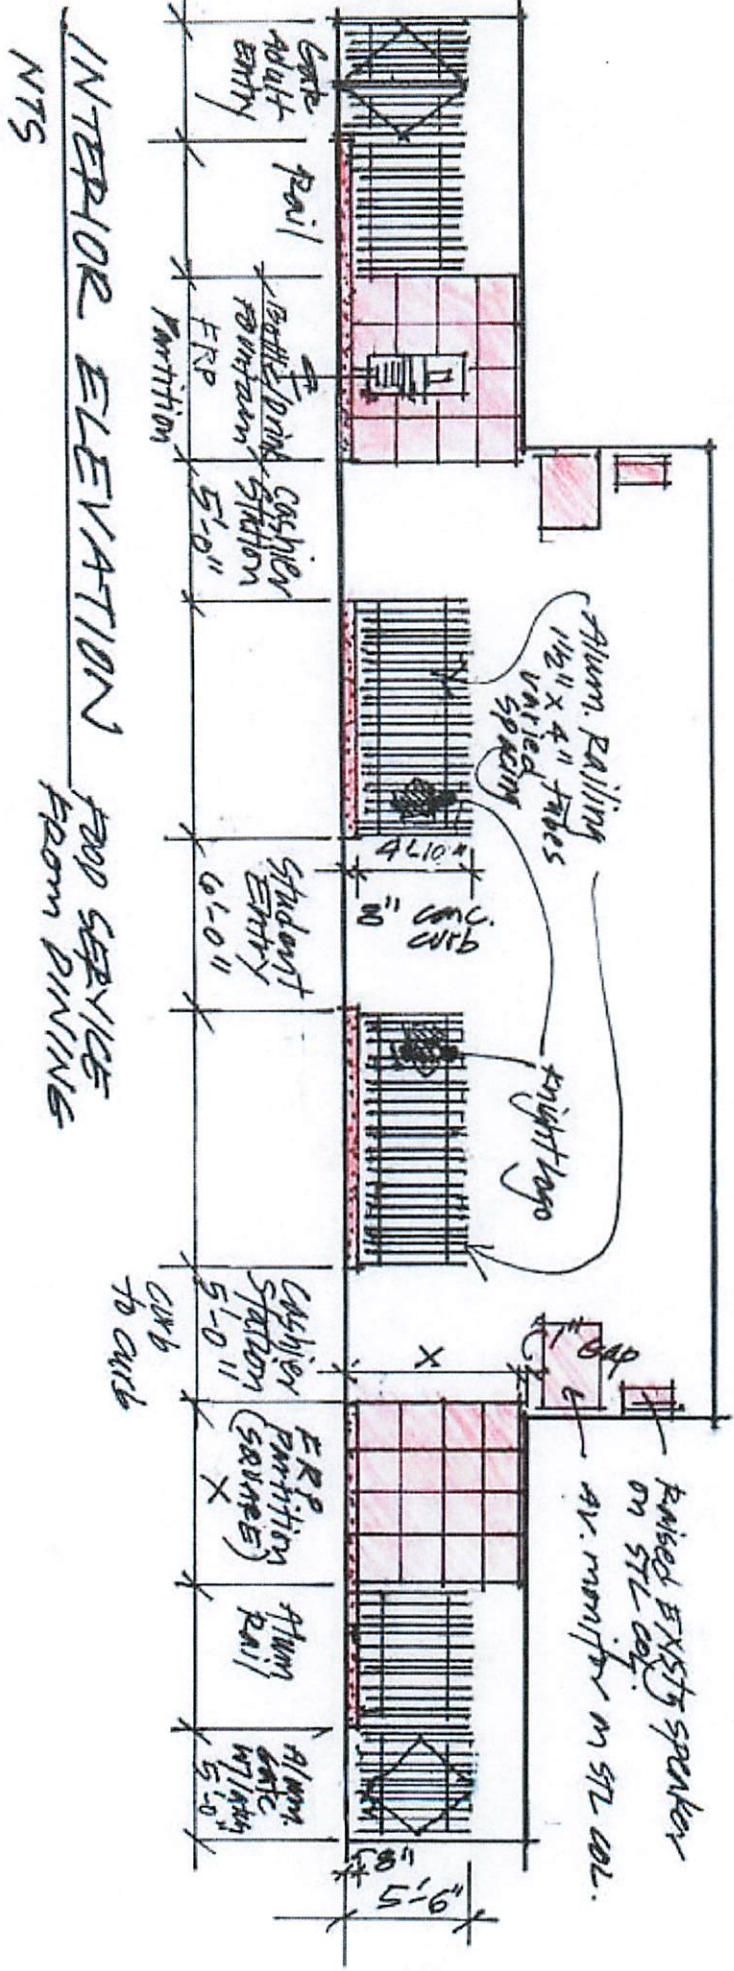 Raised EXIST'G SPEAKER
ON STL COL.
AV. monitor on STL COL.
1" GAP
Alum. Railing
1½" x 4" tubes
varied
spacing
Knight logo
X
4'-10"
8" conc.
curb
8"
5'-6"
Gate
Adult
Entry
Rail
Bottle/Drink
Fountain
FRP
Partition
Cashier
Station
5'-0"
Student
Entry
6'-0"
Cashier
Station
5'-0"
curb
to curb
FRP
Partition
(SQUARE)
X
Alum
Rail
Alum.
Gate
5'-0"
INTERIOR ELEVATION FOOD SERVICE
FROM DINING
NTS